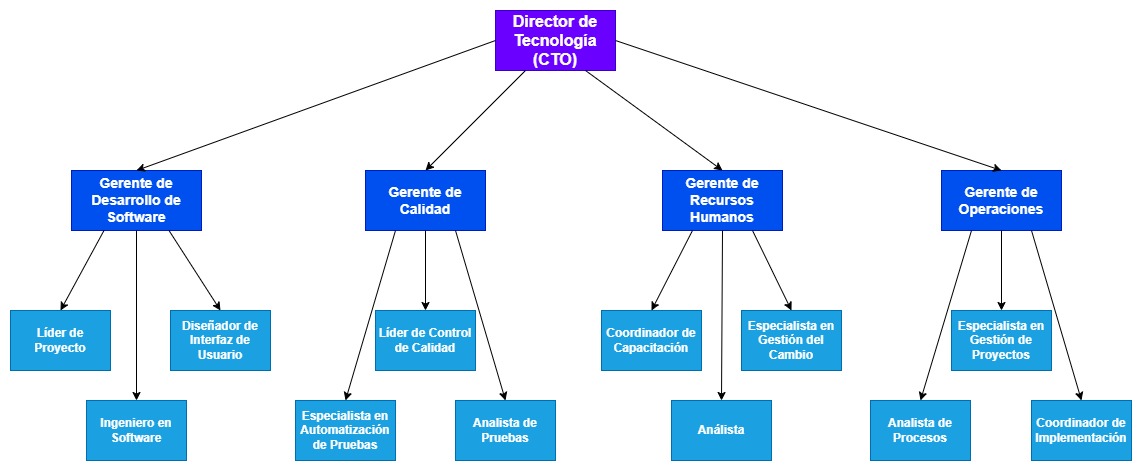 Director de
Tecnología
(CTO)
Gerente de
Desarrollo de
Software
Gerente de
Calidad
Gerente de
Recursos
Humanos
Gerente de
Operaciones
Líder de
Proyecto
Diseñador de
Interfaz de
Usuario
Líder de Control
de Calidad
Coordinador de
Capacitación
Especialista en
Gestión del
Cambio
Especialista en
Gestión de
Proyectos
Ingeniero en
Software
Especialista en
Automatización
de Pruebas
Analista de
Pruebas
Análista
Analista de
Procesos
Coordinador de
Implementación